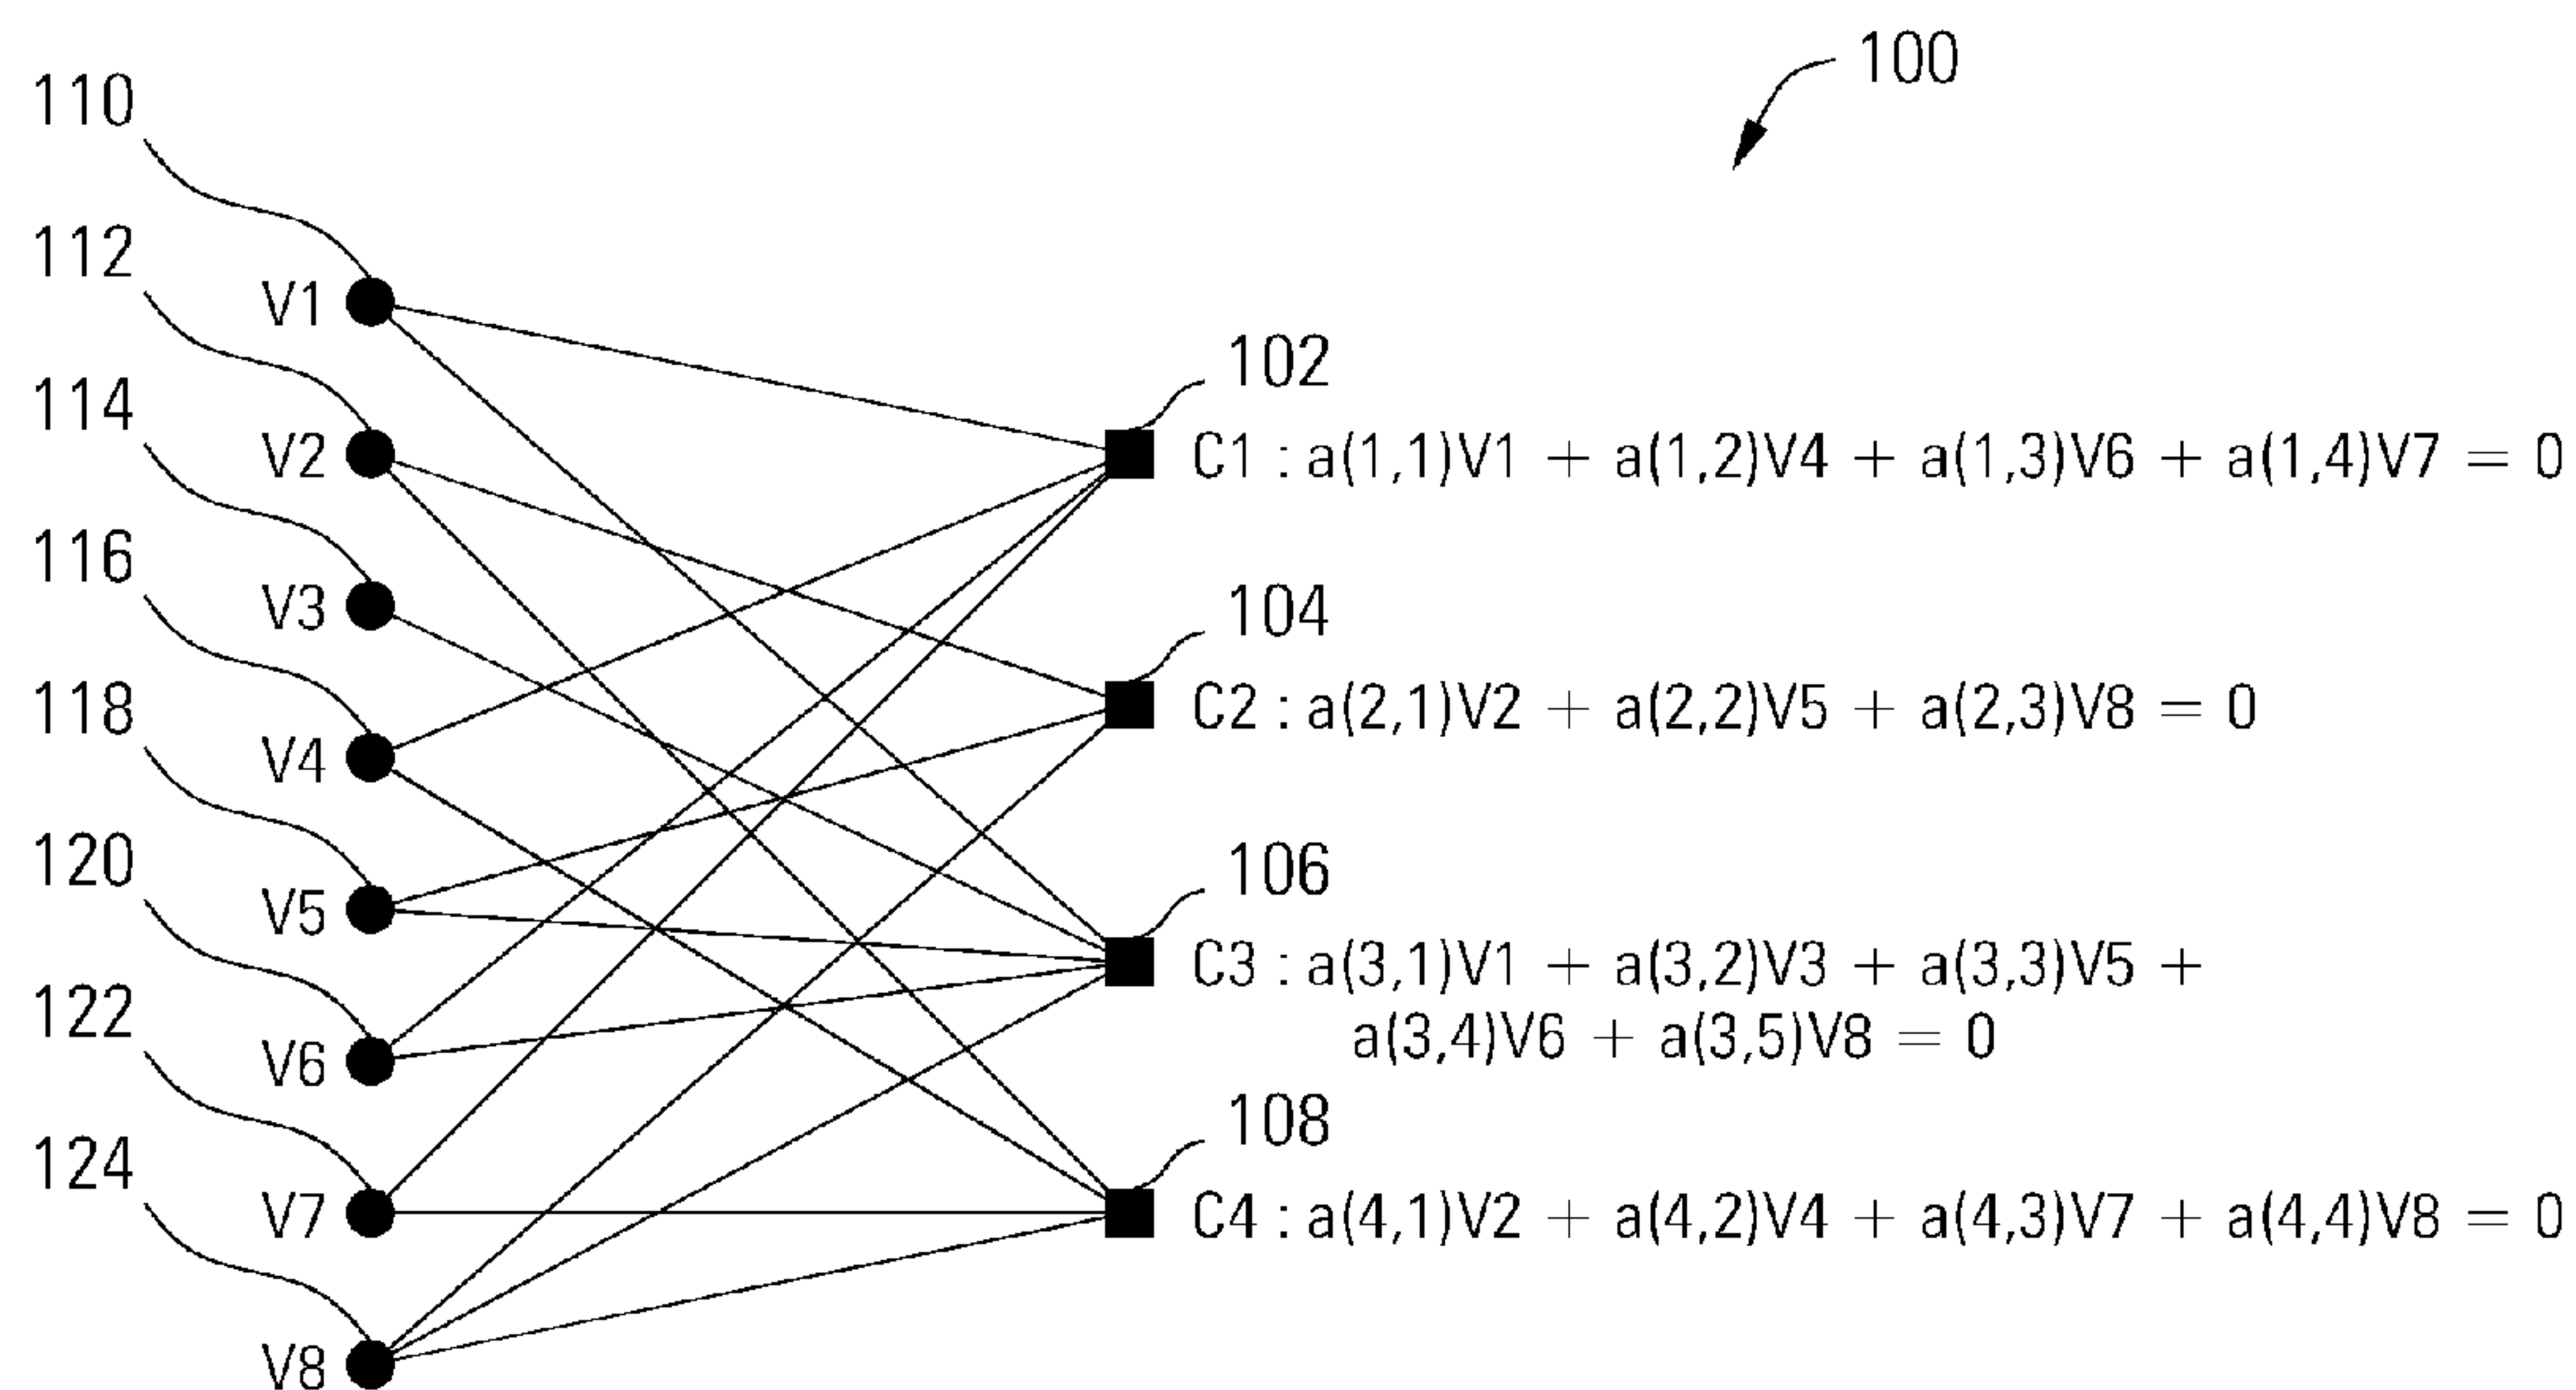 100
110
112
114
116
118
120
122
124
V1
V2
V3
V4
V5
V6
V7
V8
102
C1 : a(1,1)V1 + a(1,2)V4 + a(1,3)V6 + a(1,4)V7 = 0
104
C2 : a(2,1)V2 + a(2,2)V5 + a(2,3)V8 = 0
106
C3 : a(3,1)V1 + a(3,2)V3 + a(3,3)V5 +
a(3,4)V6 + a(3,5)V8 = 0
108
C4 : a(4,1)V2 + a(4,2)V4 + a(4,3)V7 + a(4,4)V8 = 0